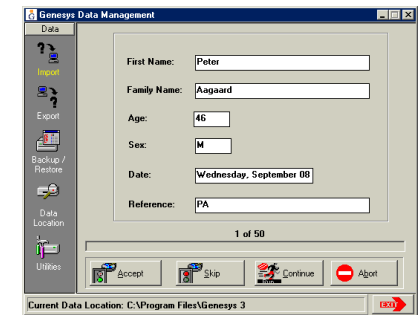 Genesys Data Management
Data
Import
Export
Backup /
Restore
Data
Location
Utilities
First Name: Peter
Family Name: Aagaard
Age: 46
Sex: M
Date: Wednesday, September 08
Reference: PA
1 of 50
Accept Skip Continue Abort
Current Data Location: C:\Program Files\Genesys 3
EXIT